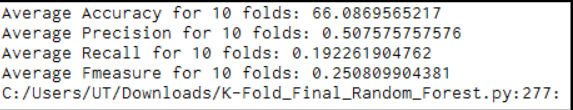 Average Accuracy for 10 folds: 66.0869565217
Average Precision for 10 folds: 0.507575757576
Average Recall for 10 folds: 0.192261904762
Average Fmeasure for 10 folds: 0.250809904381
C:/Users/UT/Downloads/K-Fold_Final_Random_Forest.py:277: